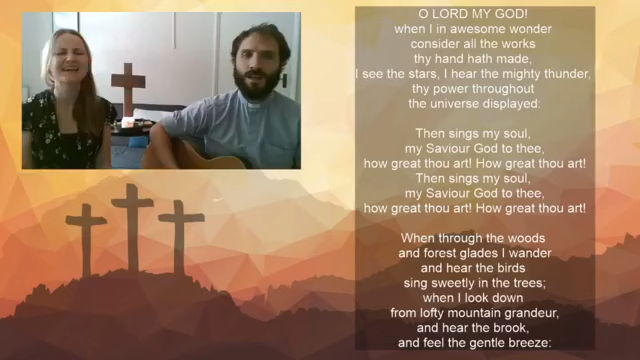 O LORD MY GOD!
when I in awesome wonder
consider all the works
thy hand hath made,
I see the stars, I hear the mighty thunder,
thy power throughout
the universe displayed:
Then sings my soul,
my Saviour God to thee,
how great thou art! How great thou art!
Then sings my soul,
my Saviour God to thee,
how great thou art! How great thou art!
When through the woods
and forest glades I wander
and hear the birds
sing sweetly in the trees;
when I look down
from lofty mountain grandeur,
and hear the brook,
and feel the gentle breeze: